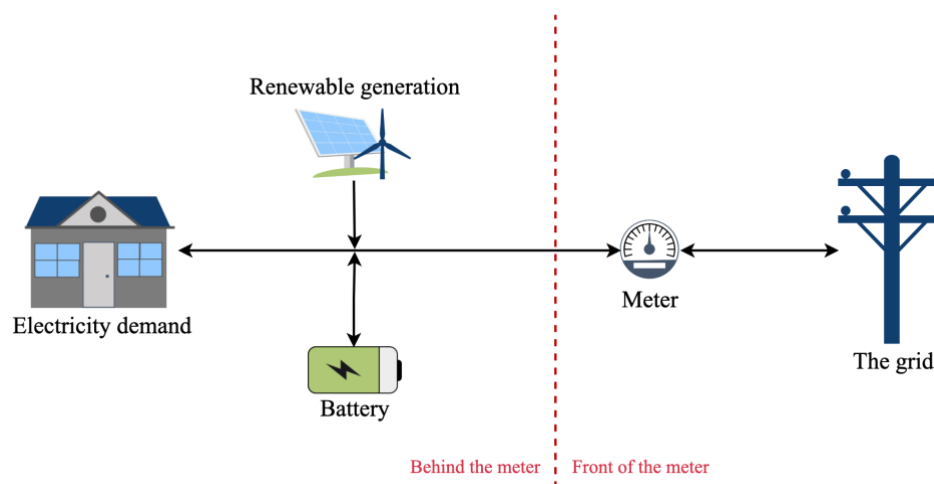 Renewable generation
Electricity demand
Meter
The grid
Battery
Behind the meter
Front of the meter